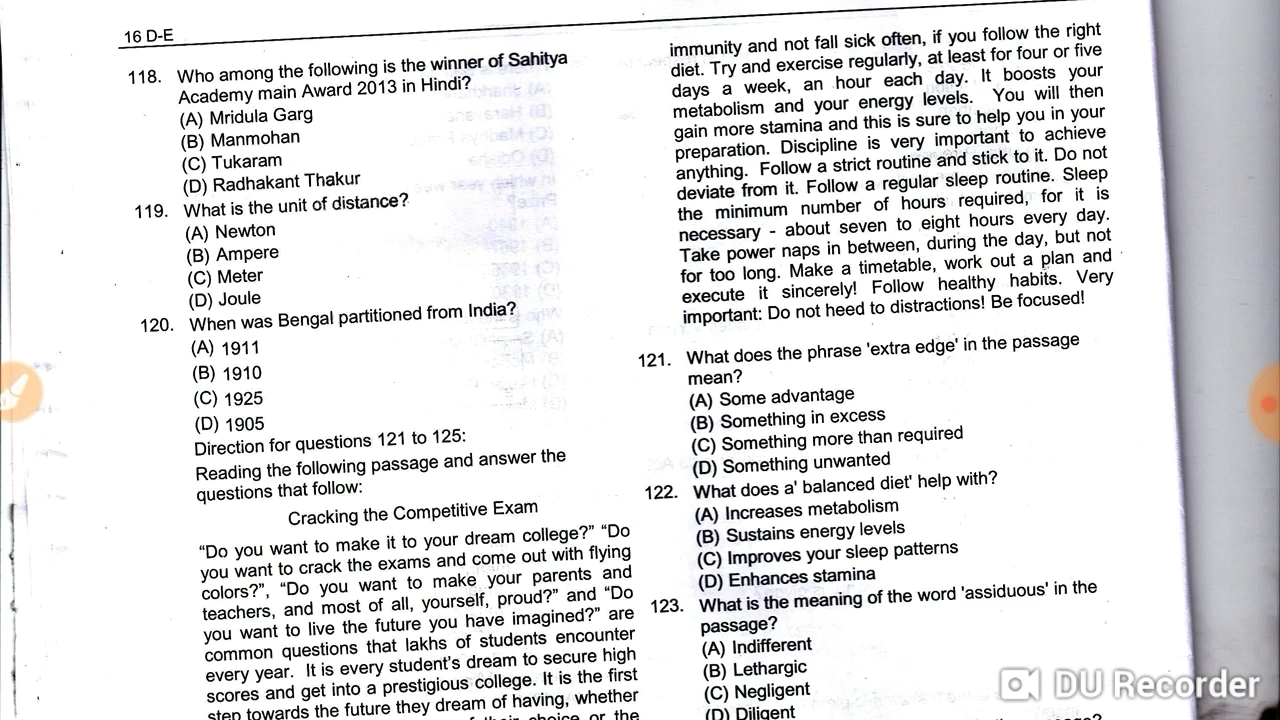 16 D-E
118. Who among the following is the winner of Sahitya
Academy main Award 2013 in Hindi?
(A) Mridula Garg
(B) Manmohan
(C) Tukaram
(D) Radhakant Thakur
119. What is the unit of distance?
(A) Newton
(B) Ampere
(C) Meter
(D) Joule
120. When was Bengal partitioned from India?
(A) 1911
(B) 1910
(C) 1925
(D) 1905
Direction for questions 121 to 125:
Reading the following passage and answer the
questions that follow:
Cracking the Competitive Exam
“Do you want to make it to your dream college?” “Do
you want to crack the exams and come out with flying
colors?”, “Do you want to make your parents and
teachers, and most of all, yourself, proud?” and “Do
you want to live the future you have imagined?” are
common questions that lakhs of students encounter
every year. It is every student’s dream to secure high
scores and get into a prestigious college. It is the first
step towards the future they dream of having, whether
choice or the
immunity and not fall sick often, if you follow the right
diet. Try and exercise regularly, at least for four or five
days a week, an hour each day. It boosts your
metabolism and your energy levels. You will then
gain more stamina and this is sure to help you in your
preparation. Discipline is very important to achieve
anything. Follow a strict routine and stick to it. Do not
deviate from it. Follow a regular sleep routine. Sleep
the minimum number of hours required, for it is
necessary - about seven to eight hours every day.
Take power naps in between, during the day, but not
for too long. Make a timetable, work out a plan and
execute it sincerely! Follow healthy habits. Very
important: Do not heed to distractions! Be focused!
121. What does the phrase 'extra edge' in the passage
mean?
(A) Some advantage
(B) Something in excess
(C) Something more than required
(D) Something unwanted
122. What does a' balanced diet' help with?
(A) Increases metabolism
(B) Sustains energy levels
(C) Improves your sleep patterns
(D) Enhances stamina
123. What is the meaning of the word 'assiduous' in the
passage?
(A) Indifferent
(B) Lethargic
(C) Negligent
(D) Diligent
DU Recorder